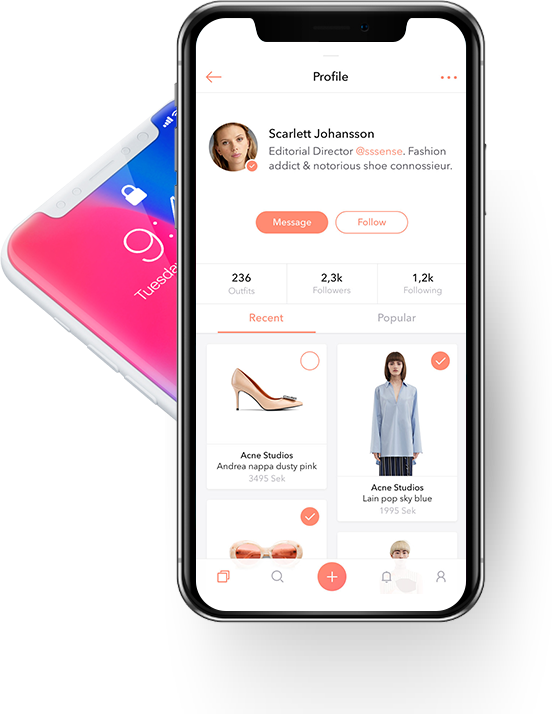 Profile
Scarlett Johansson
Editorial Director @sssense. Fashion
addict & notorious shoe connossieur.
Message
Follow
236
2,3k
1,2k
Outfits
Followers
Following
Recent
Popular
Acne Studios
Andrea nappa dusty pink
3495 Sek
Acne Studios
Lain pop sky blue
1995 Sek
9:
Tuesday